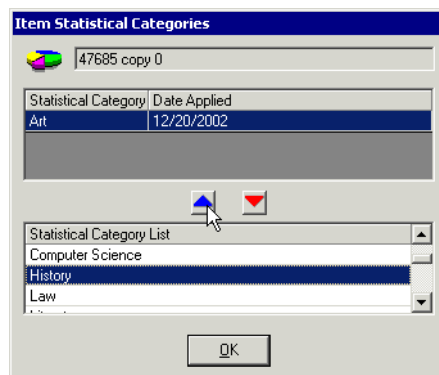 Item Statistical Categories
47685 copy 0
Statistical Category Date Applied
Art 12/20/2002
Statistical Category List
Computer Science
History
Law
OK